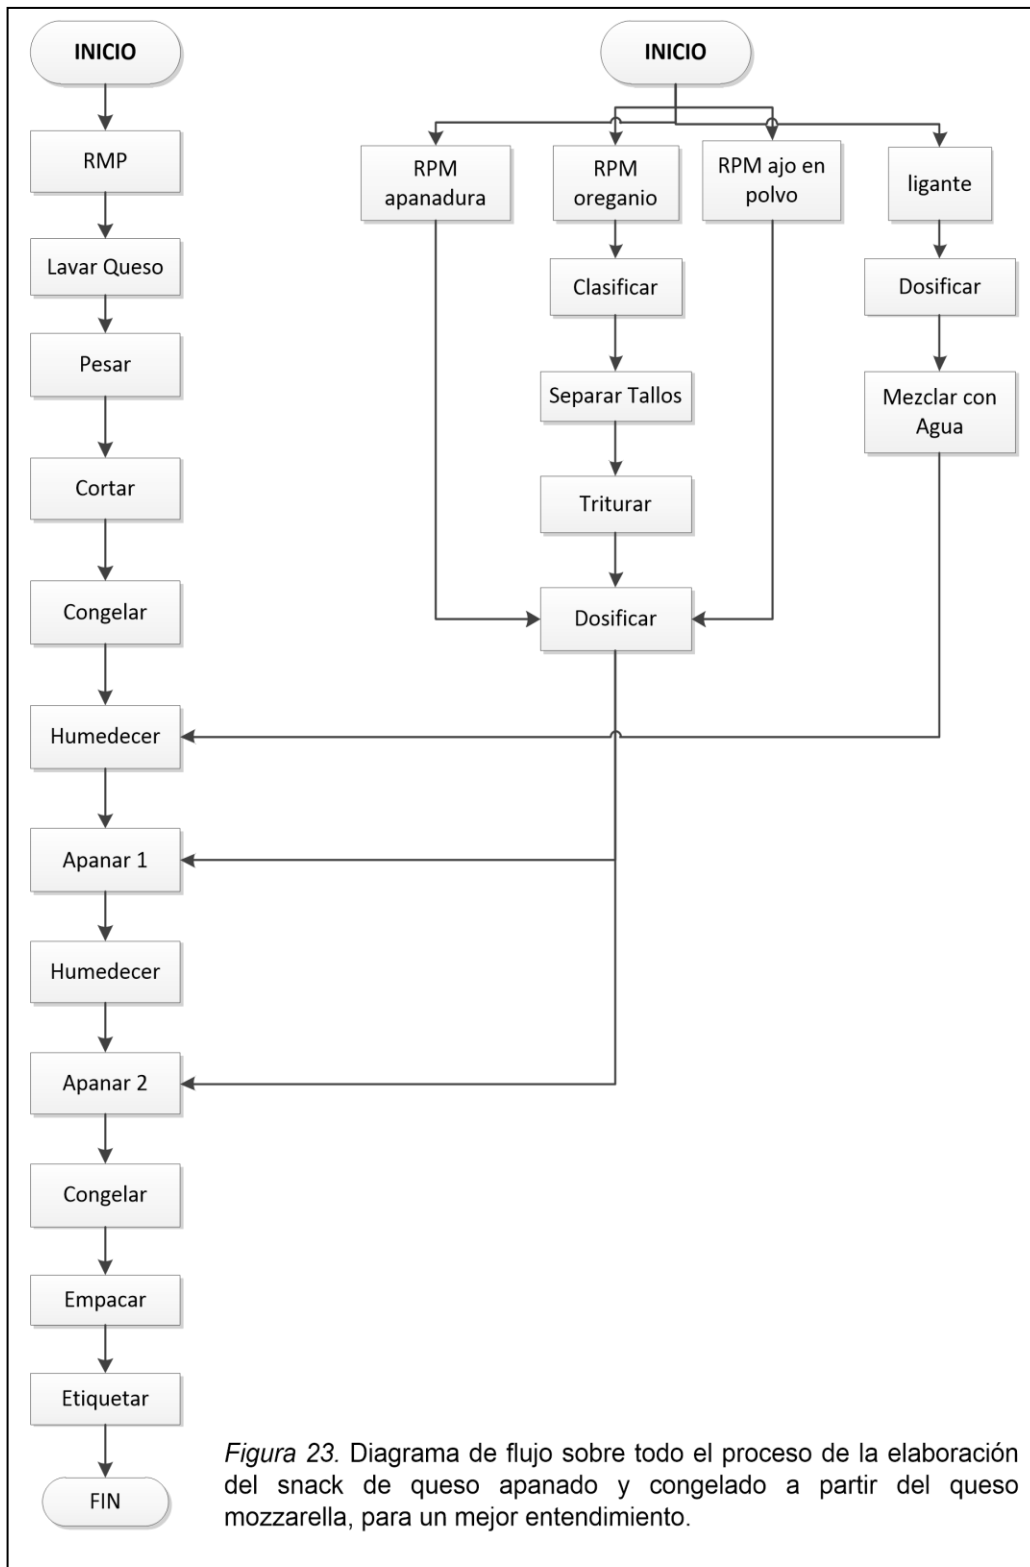 INICIO
RMP
Lavar Queso
Pesar
Cortar
Congelar
Humedecer
Apanar 1
Humedecer
Apanar 2
Congelar
Empacar
Etiquetar
FIN
INICIO
RPM
apanadura
RPM
oreganio
RPM ajo en
polvo
ligante
Clasificar
Dosificar
Separar Tallos
Mezclar con
Agua
Triturar
Dosificar
Figura 23. Diagrama de flujo sobre todo el proceso de la elaboración
del snack de queso apanado y congelado a partir del queso
mozzarella, para un mejor entendimiento.